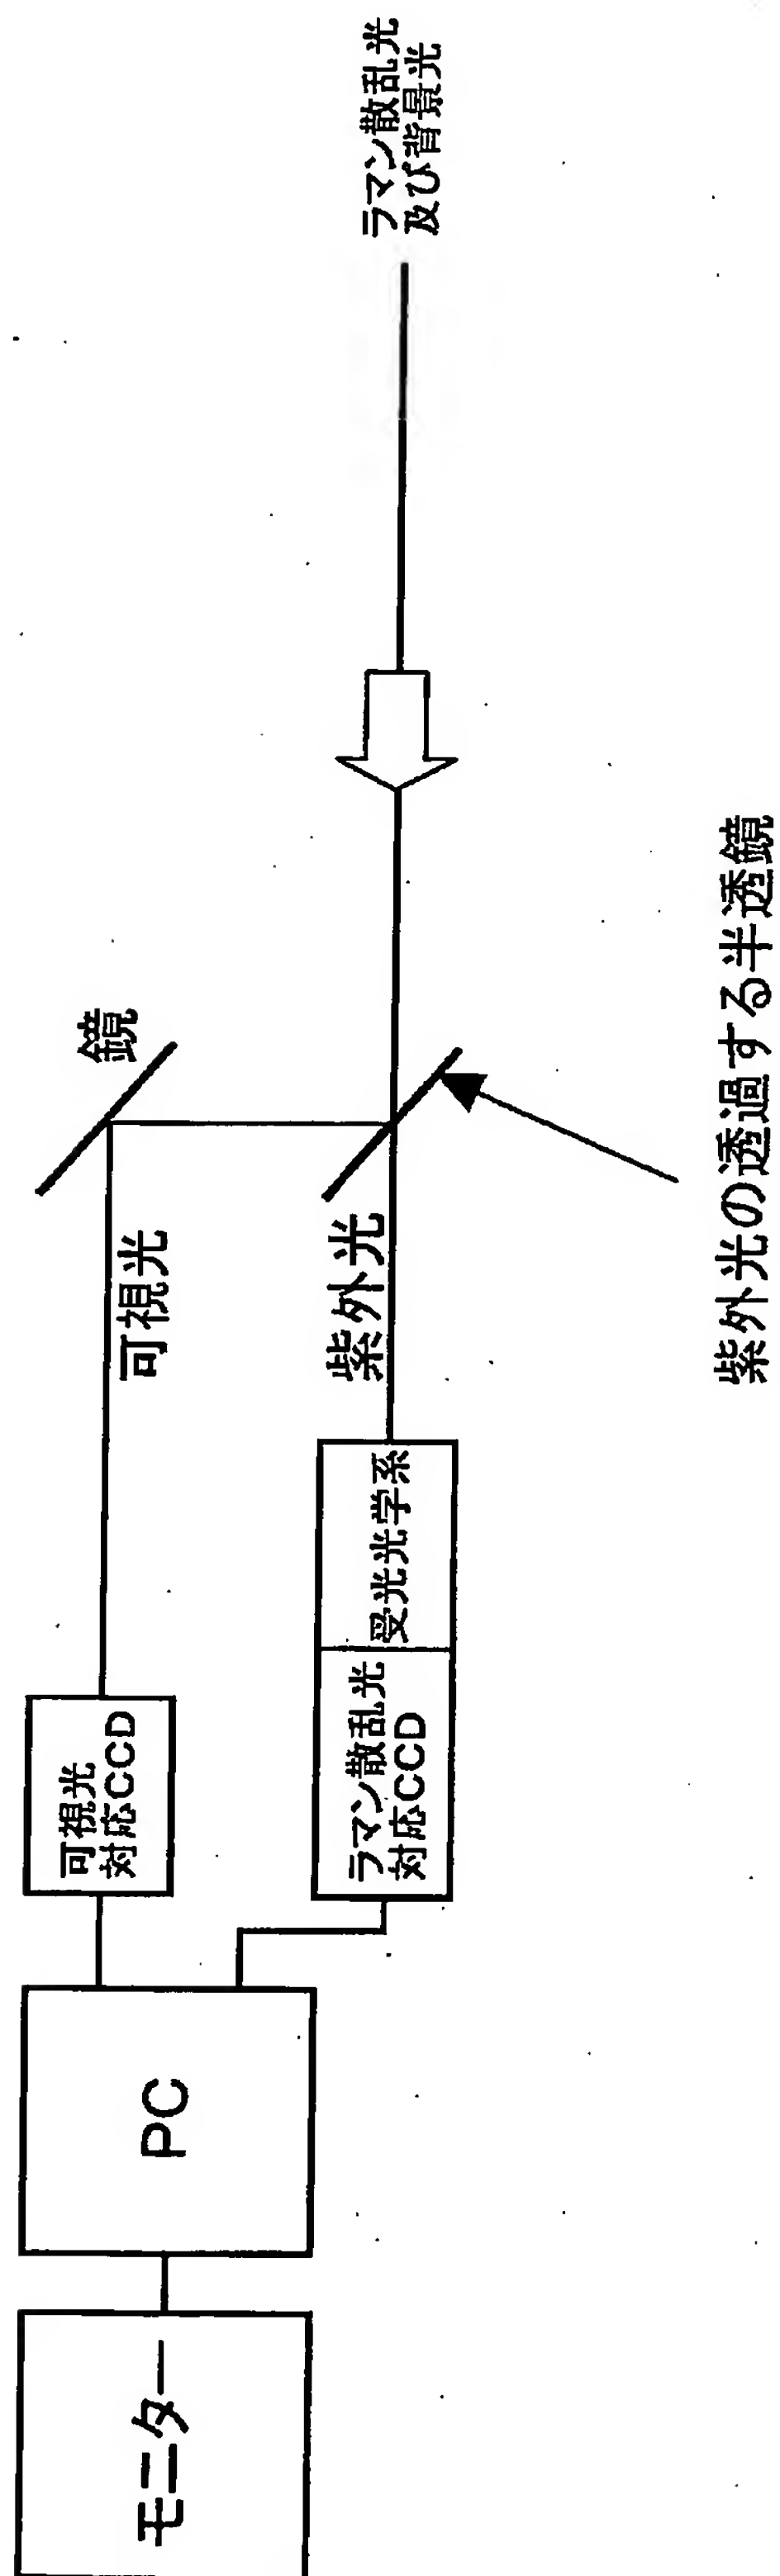 モニター
PC
可視光
対応CCD
可視光
鏡
ラマン散乱光
対応CCD
受光光学系
紫外光
ラマン散乱光
及び背景光
紫外光の透過する半透鏡